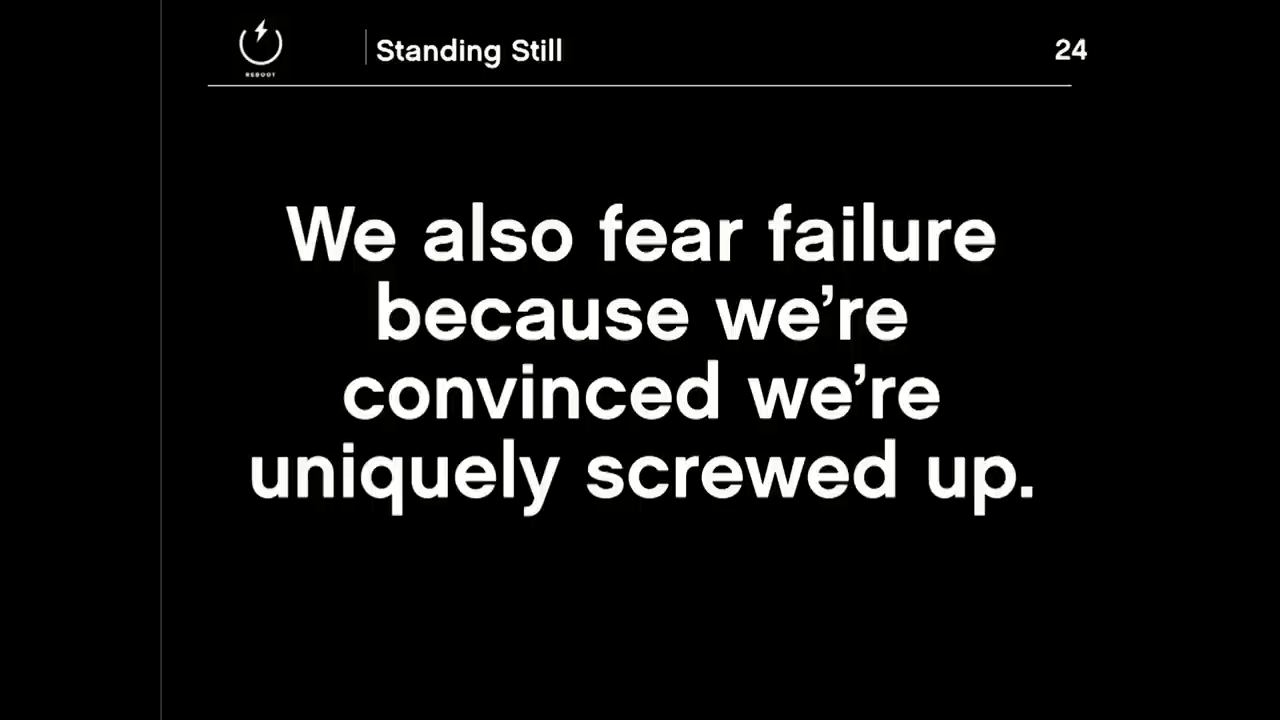 REBOOT
Standing Still
24
We also fear failure
because we’re
convinced we’re
uniquely screwed up.